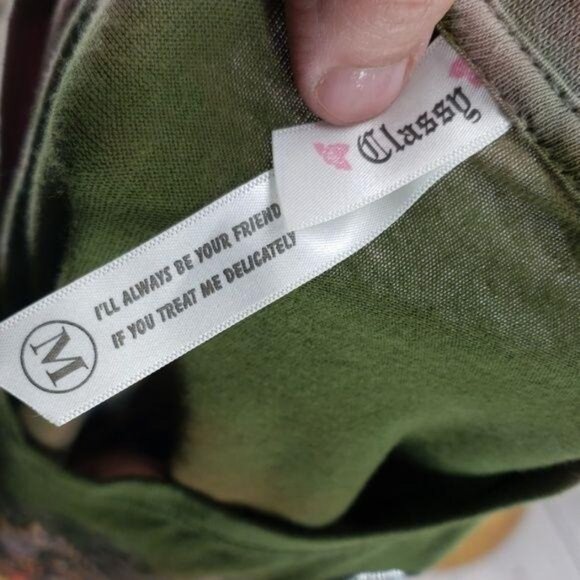 Classy
I'LL ALWAYS BE YOUR FRIEND
IF YOU TREAT ME DELICATELY
M